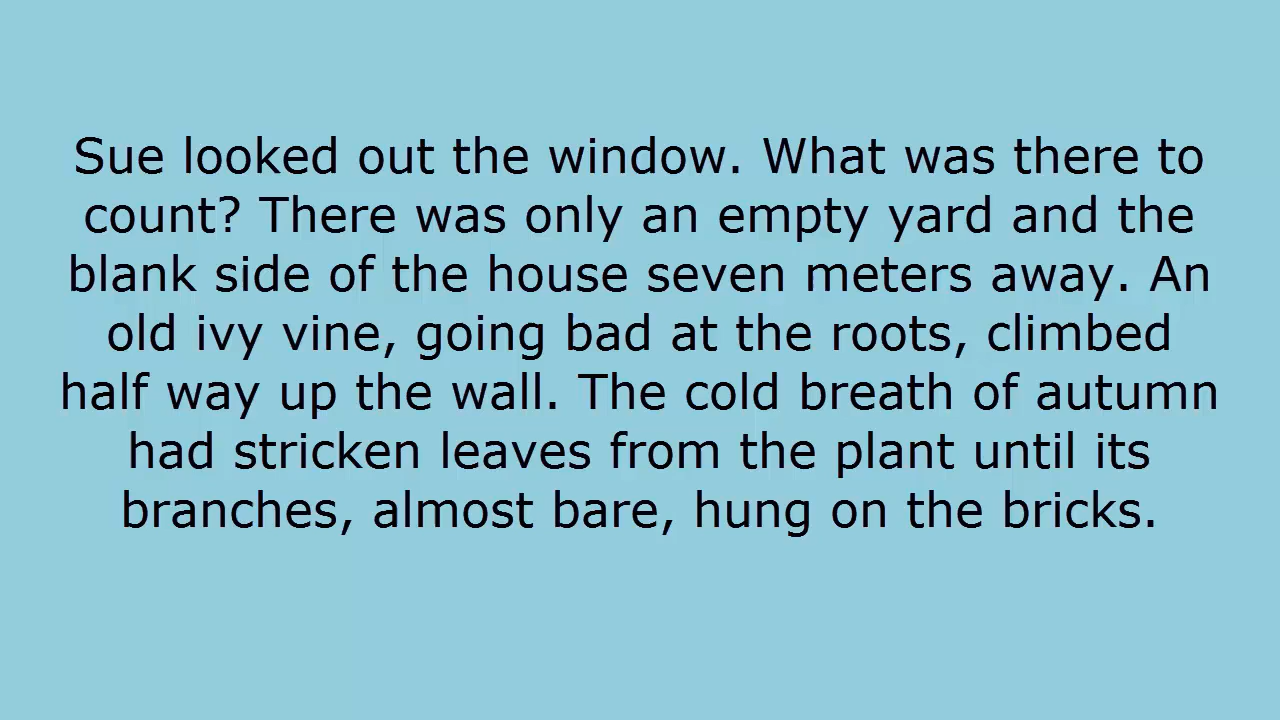 Sue looked out the window. What was there to
count? There was only an empty yard and the
blank side of the house seven meters away. An
old ivy vine, going bad at the roots, climbed
half way up the wall. The cold breath of autumn
had stricken leaves from the plant until its
branches, almost bare, hung on the bricks.